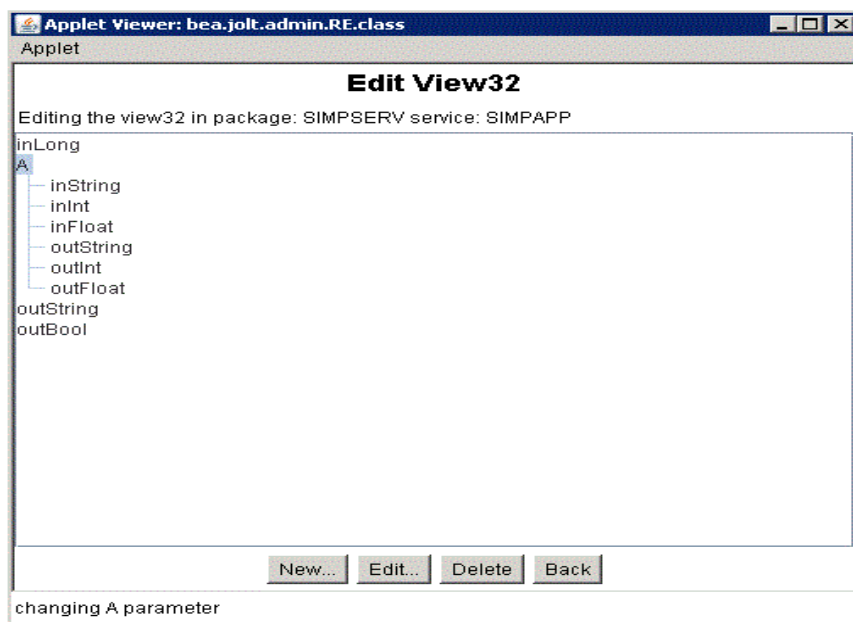 Applet Viewer: bea.jolt.admin.RE.class
Applet
Edit View32
Editing the view32 in package: SIMPSERV service: SIMPAPP
inLong
A
inString
inInt
inFloat
outString
outInt
outFloat
outString
outBool
New... Edit... Delete Back
changing A parameter